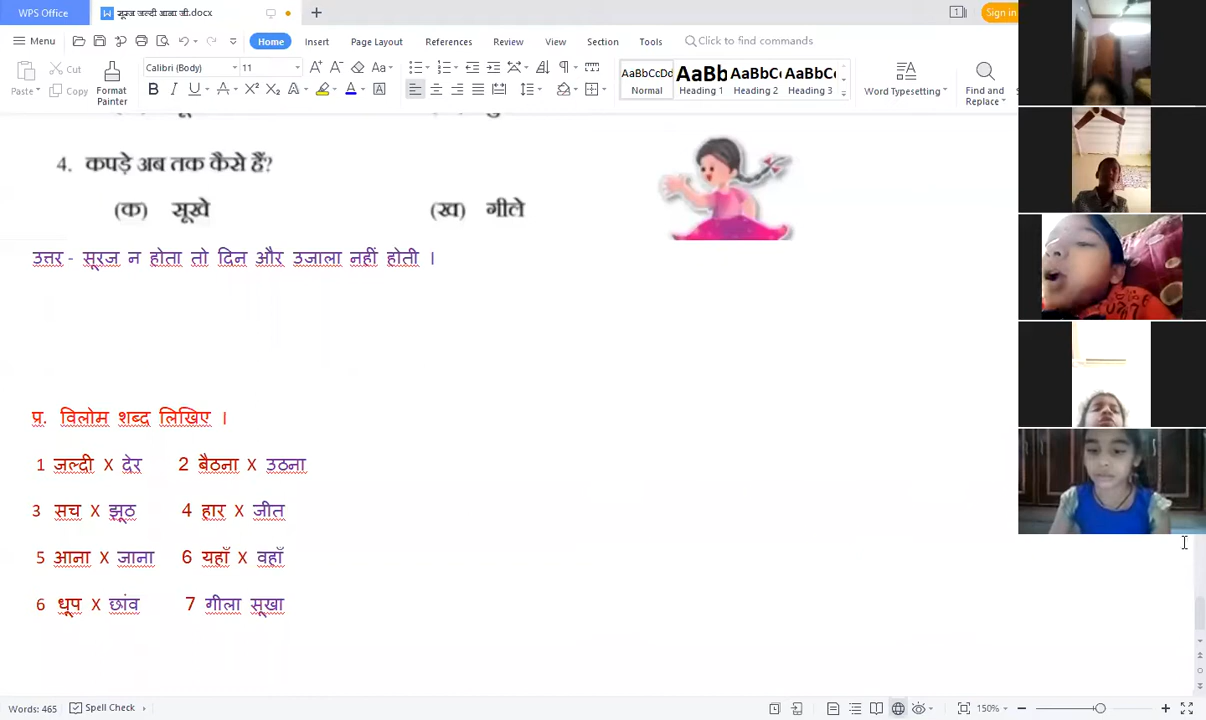 WPS Office
सूरज जल्दी आना जी.docx
Sign in
Menu
Home Insert Page Layout References Review View Section Tools Click to find commands
Cut
Paste Copy Format Painter
Calibri (Body) 11
AaBbCcDd AaBb AaBbC AaBbC
Normal Heading 1 Heading 2 Heading 3
Word Typesetting
Find and Replace
4. कपड़े अब तक कैसे हैं?
(क) सूखे (ख) गीले
उत्तर - सूरज न होता तो दिन और उजाला नहीं होती ।
प्र. विलोम शब्द लिखिए ।
1 जल्दी X देर 2 बैठना X उठना
3 सच X झूठ 4 हार X जीत
5 आना X जाना 6 यहाँ X वहाँ
6 धूप X छांव 7 गीला सूखा
Words: 465 Spell Check 150%